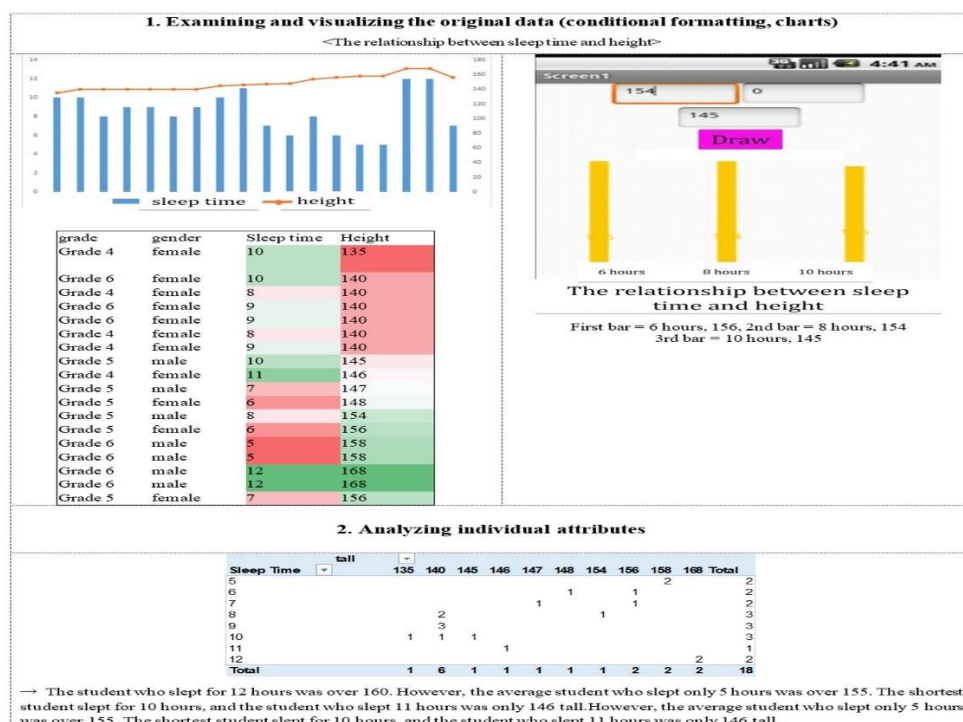 1. Examining and visualizing the original data (conditional formatting, charts)
<The relationship between sleep time and height>
14
12
10
8
6
4
2
0
180
160
140
120
100
80
60
40
20
0
sleep time height
4:41 AM
Screen1
154 0
145
Draw
6 hours 8 hours 10 hours
The relationship between sleep
time and height
First bar = 6 hours, 156, 2nd bar = 8 hours, 154
3rd bar = 10 hours, 145
grade gender Sleep time Height
Grade 4 female 10 135
Grade 6 female 10 140
Grade 4 female 8 140
Grade 6 female 9 140
Grade 6 female 9 140
Grade 4 female 8 140
Grade 4 female 9 140
Grade 5 male 10 145
Grade 4 female 11 146
Grade 5 male 7 147
Grade 5 female 6 148
Grade 5 male 8 154
Grade 5 female 6 156
Grade 6 male 5 158
Grade 6 male 5 158
Grade 6 male 12 168
Grade 6 male 12 168
Grade 5 female 7 156
2. Analyzing individual attributes
tall
Sleep Time 135 140 145 146 147 148 154 156 158 168 Total
5 2 2
6 1 1 2
7 1 1 2
8 2 1 3
9 3 3
10 1 1 1 3
11 1 1
12 2 2
Total 1 6 1 1 1 1 1 2 2 2 18
→ The student who slept for 12 hours was over 160. However, the average student who slept only 5 hours was over 155. The shortest
student slept for 10 hours, and the student who slept 11 hours was only 146 tall.However, the average student who slept only 5 hours
was over 155. The shortest student slept for 10 hours, and the student who slept 11 hours was only 146 tall